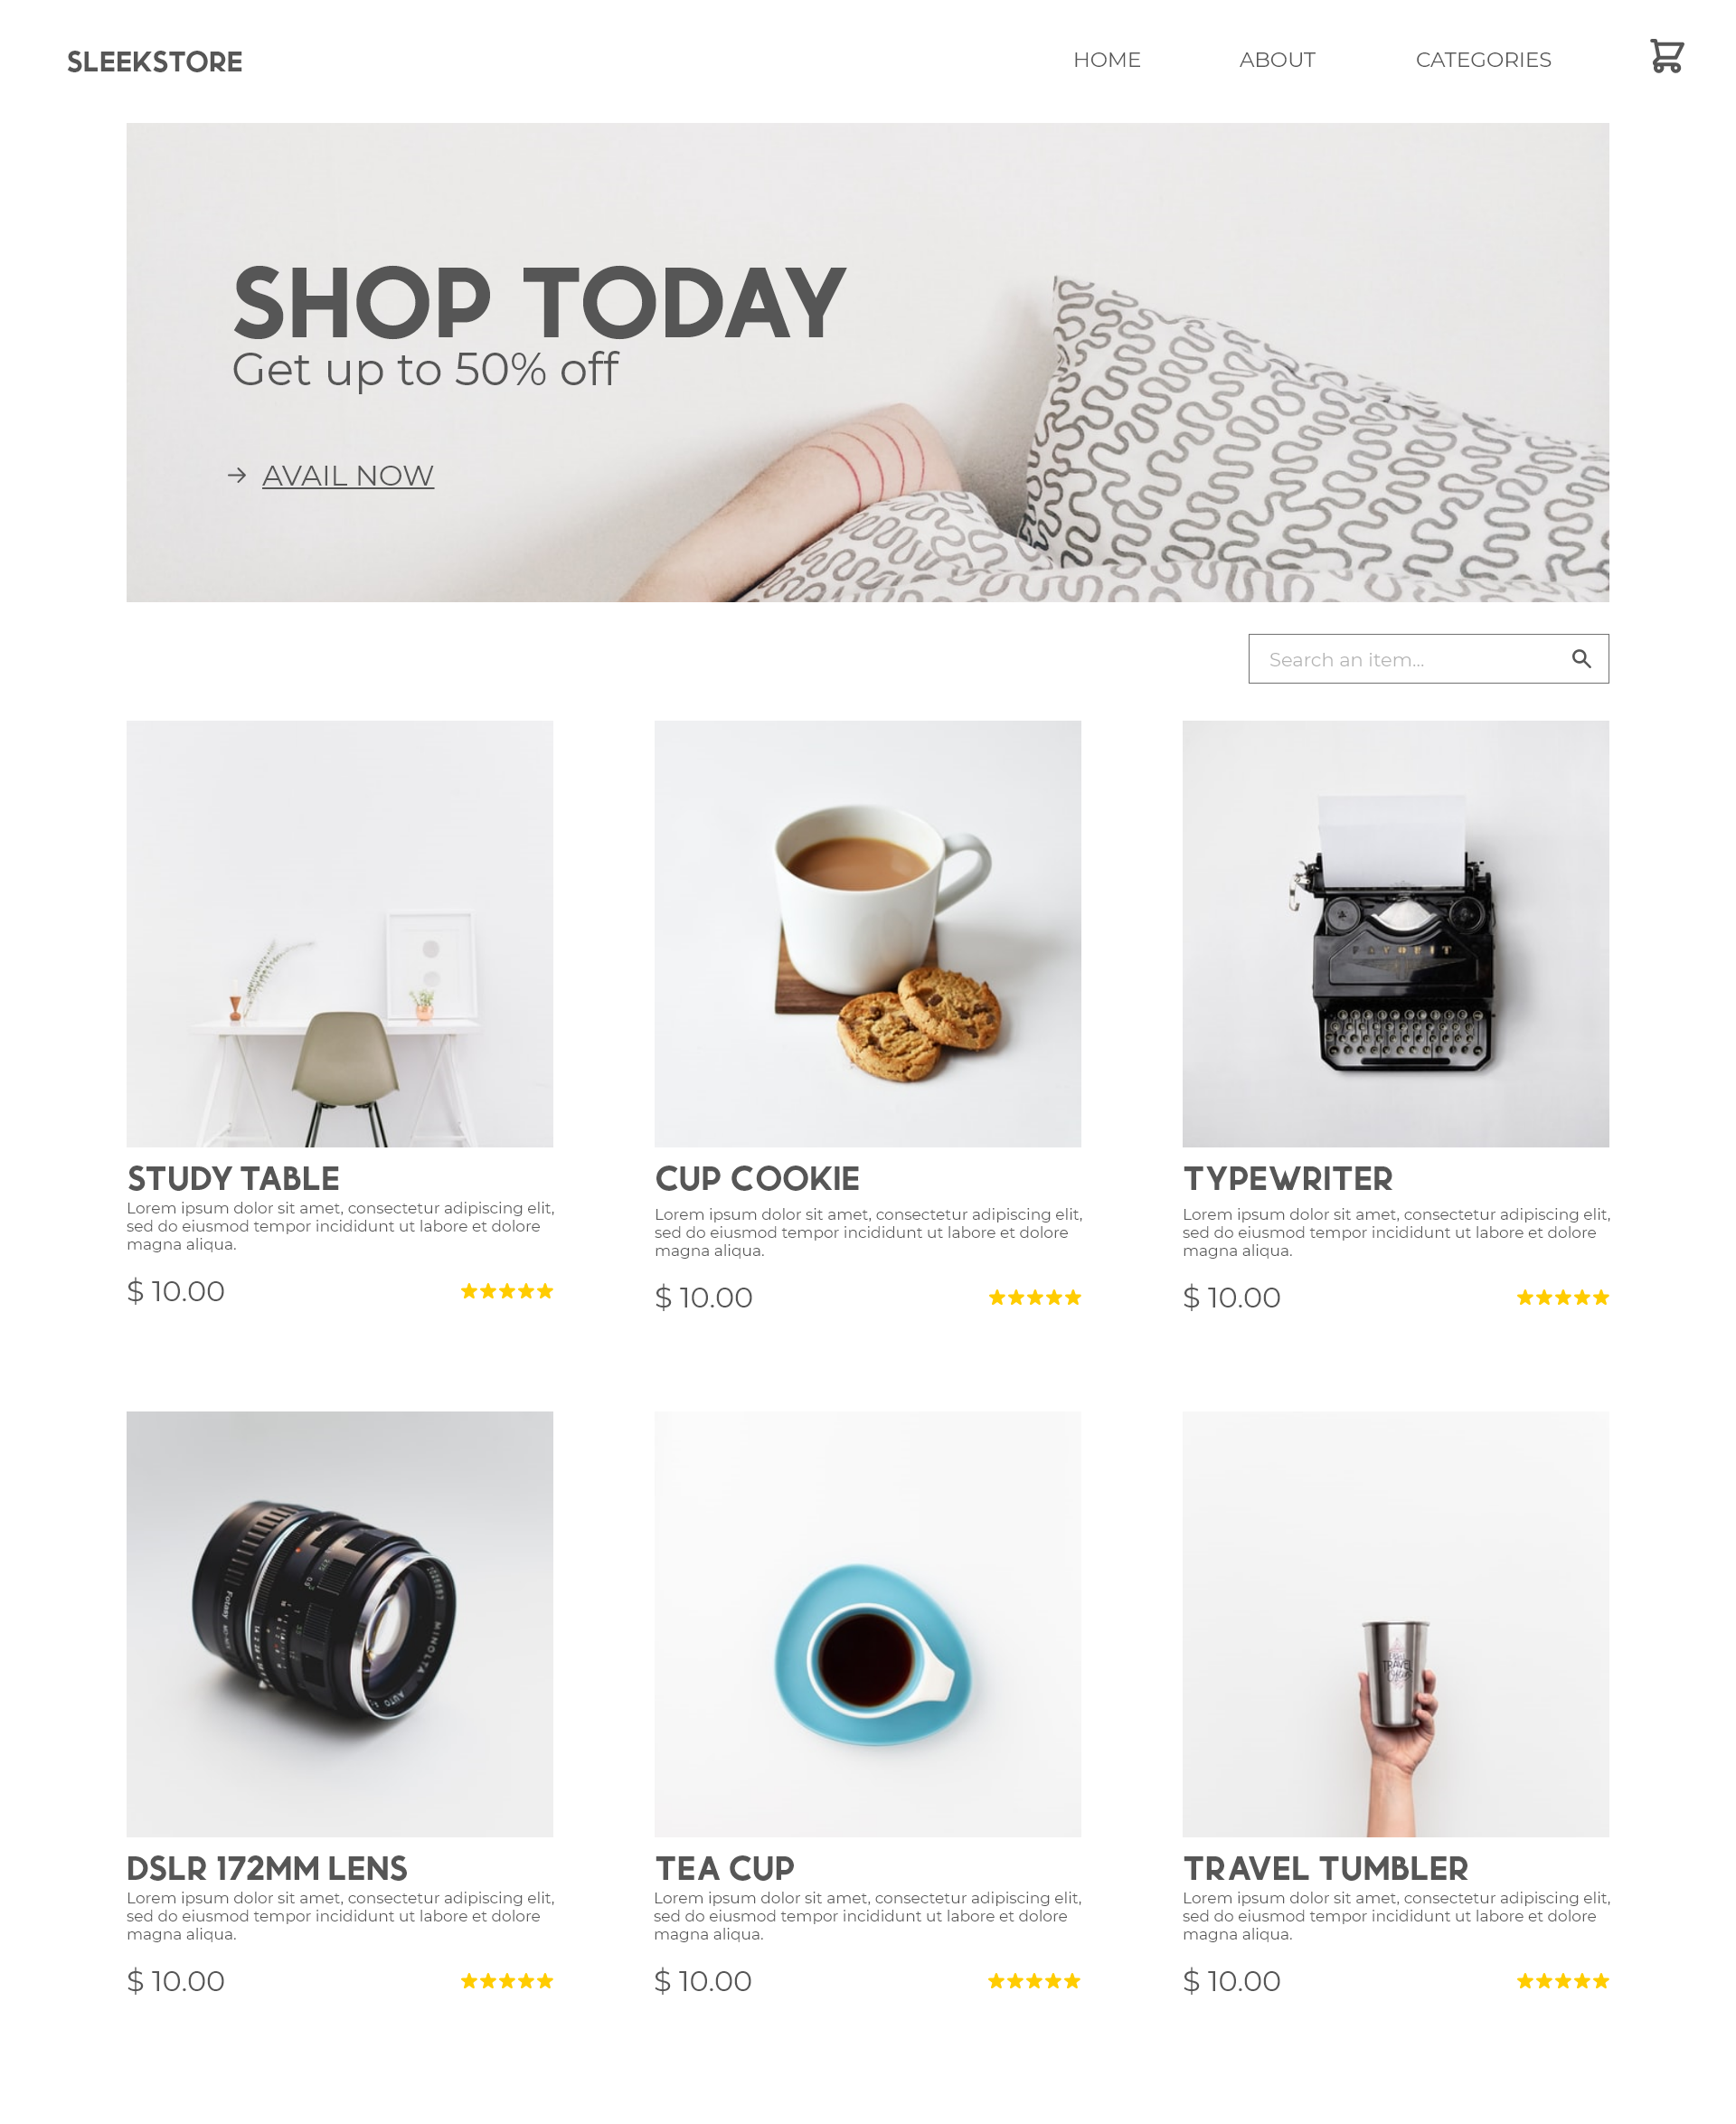 SLEEKSTORE
HOME
ABOUT
CATEGORIES
SHOP TODAY
Get up to 50% off
→ AVAIL NOW
Search an item...
FAVORIT
STUDY TABLE
Lorem ipsum dolor sit amet, consectetur adipiscing elit,
sed do eiusmod tempor incididunt ut labore et dolore
magna aliqua.
$ 10.00
CUP COOKIE
Lorem ipsum dolor sit amet, consectetur adipiscing elit,
sed do eiusmod tempor incididunt ut labore et dolore
magna aliqua.
$ 10.00
TYPEWRITER
Lorem ipsum dolor sit amet, consectetur adipiscing elit,
sed do eiusmod tempor incididunt ut labore et dolore
magna aliqua.
$ 10.00
Fotasy
MINOLTA
AUTO
TRAVEL
DSLR 172MM LENS
Lorem ipsum dolor sit amet, consectetur adipiscing elit,
sed do eiusmod tempor incididunt ut labore et dolore
magna aliqua.
$ 10.00
TEA CUP
Lorem ipsum dolor sit amet, consectetur adipiscing elit,
sed do eiusmod tempor incididunt ut labore et dolore
magna aliqua.
$ 10.00
TRAVEL TUMBLER
Lorem ipsum dolor sit amet, consectetur adipiscing elit,
sed do eiusmod tempor incididunt ut labore et dolore
magna aliqua.
$ 10.00